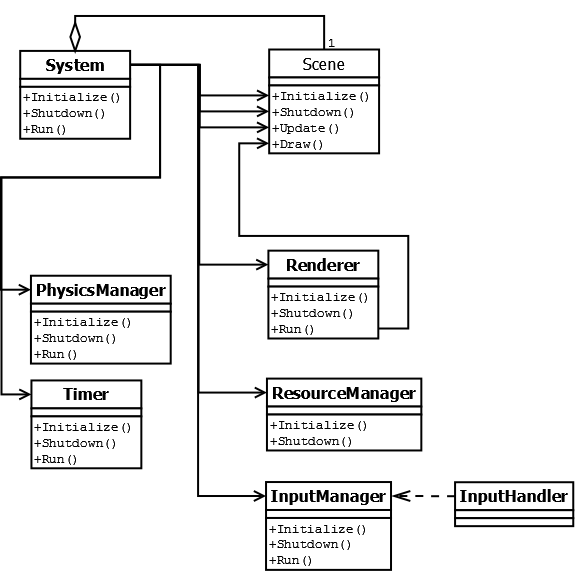 1
System
+Initialize()
+Shutdown()
+Run()
Scene
+Initialize()
+Shutdown()
+Update()
+Draw()
Renderer
+Initialize()
+Shutdown()
+Run()
PhysicsManager
+Initialize()
+Shutdown()
+Run()
Timer
+Initialize()
+Shutdown()
+Run()
ResourceManager
+Initialize()
+Shutdown()
InputManager
+Initialize()
+Shutdown()
+Run()
InputHandler